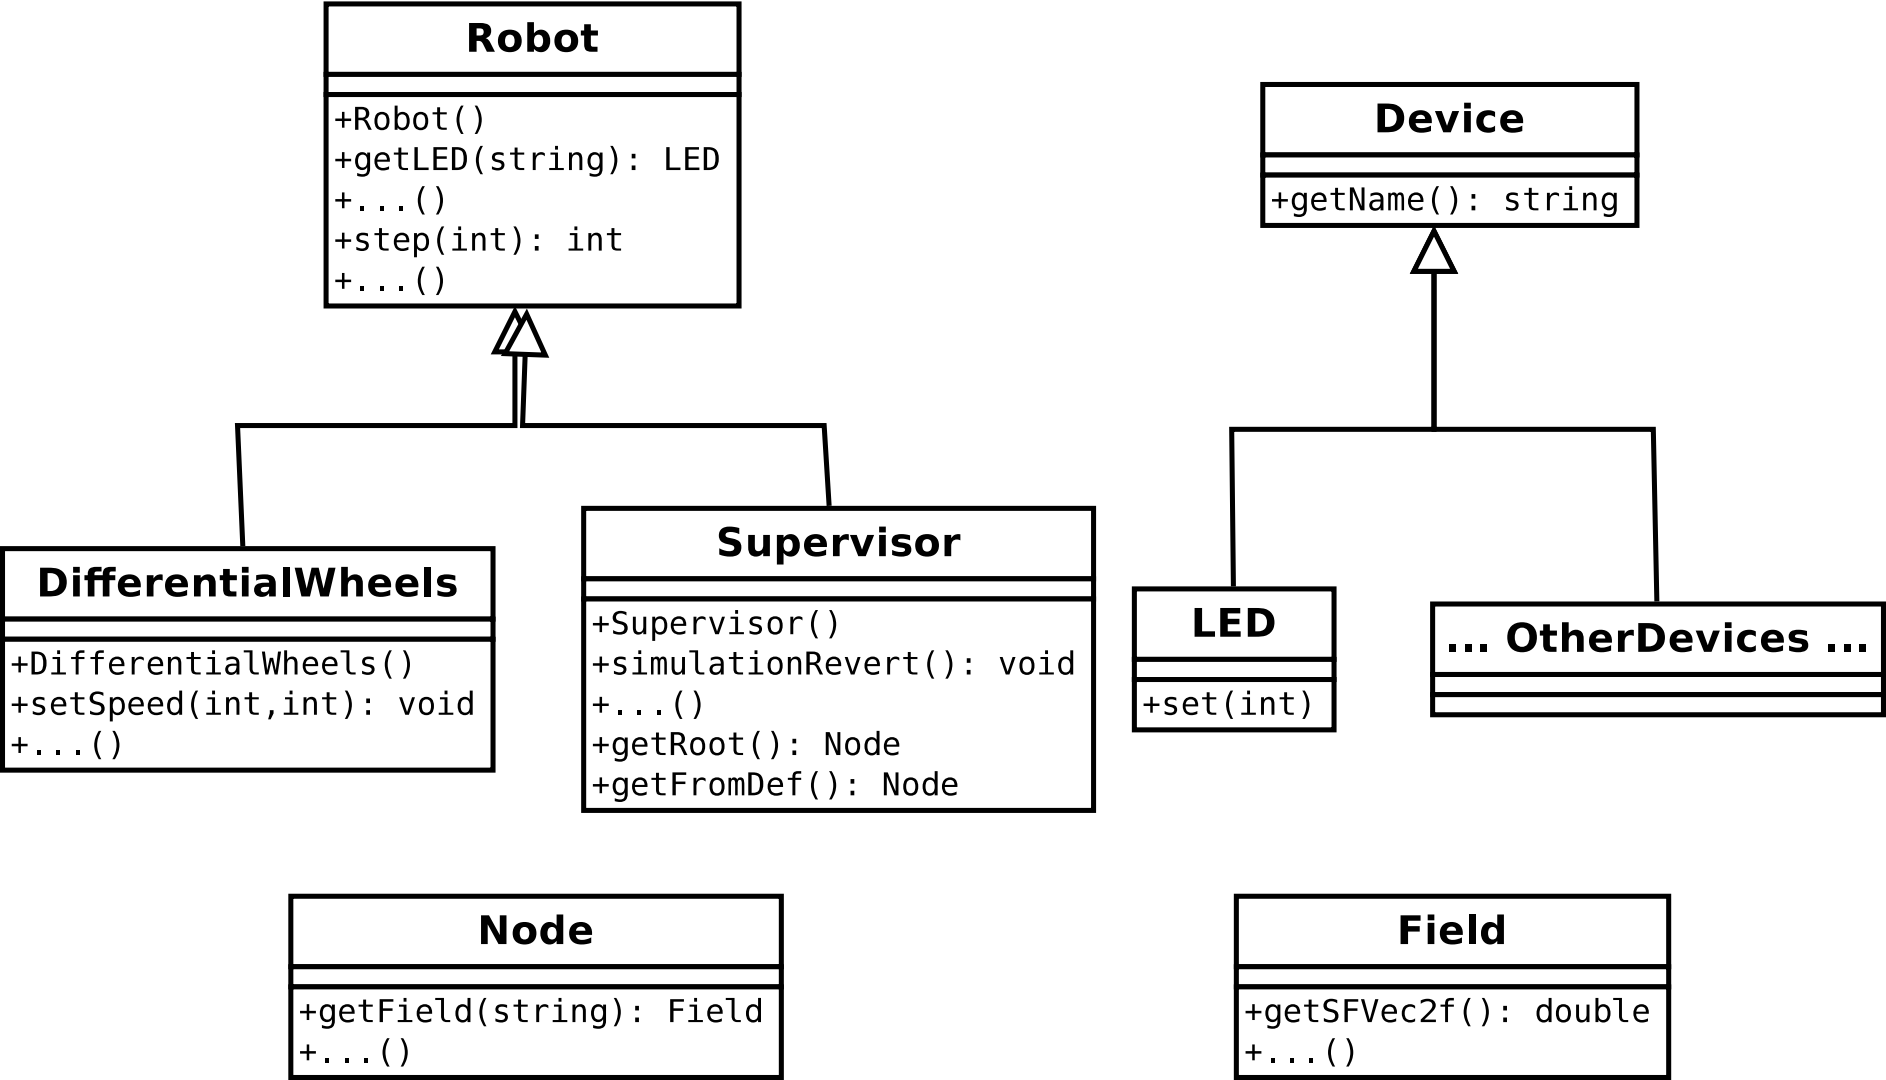 Robot
+Robot()
+getLED(string): LED
+...()
+step(int): int
+...()
Device
+getName(): string
DifferentialWheels
+DifferentialWheels()
+setSpeed(int,int): void
+...()
Supervisor
+Supervisor()
+simulationRevert(): void
+...()
+getRoot(): Node
+getFromDef(): Node
LED
+set(int)
... OtherDevices ...
Node
+getField(string): Field
+...()
Field
+getSFVec2f(): double
+...()